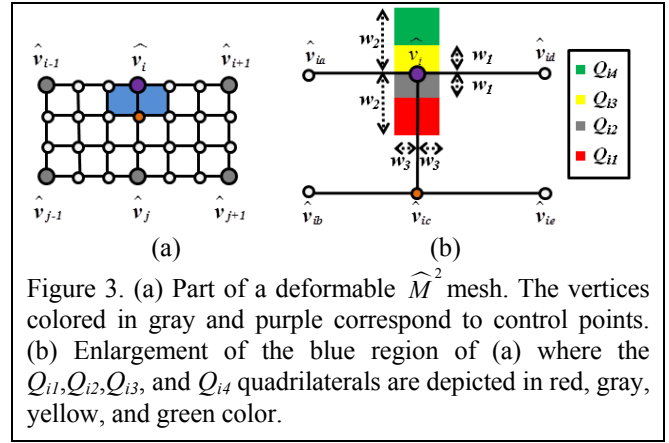 v̂i-1 v̂i v̂i+1
v̂j-1 v̂j v̂j+1
(a)
w2 w1
v̂ia v̂i v̂id
w2 w1
w3 w3
v̂ib v̂ic v̂ie
(b)
Qi4
Qi3
Qi2
Qi1
Figure 3. (a) Part of a deformable M̂² mesh. The vertices
colored in gray and purple correspond to control points.
(b) Enlargement of the blue region of (a) where the
Qi1,Qi2,Qi3, and Qi4 quadrilaterals are depicted in red, gray,
yellow, and green color.